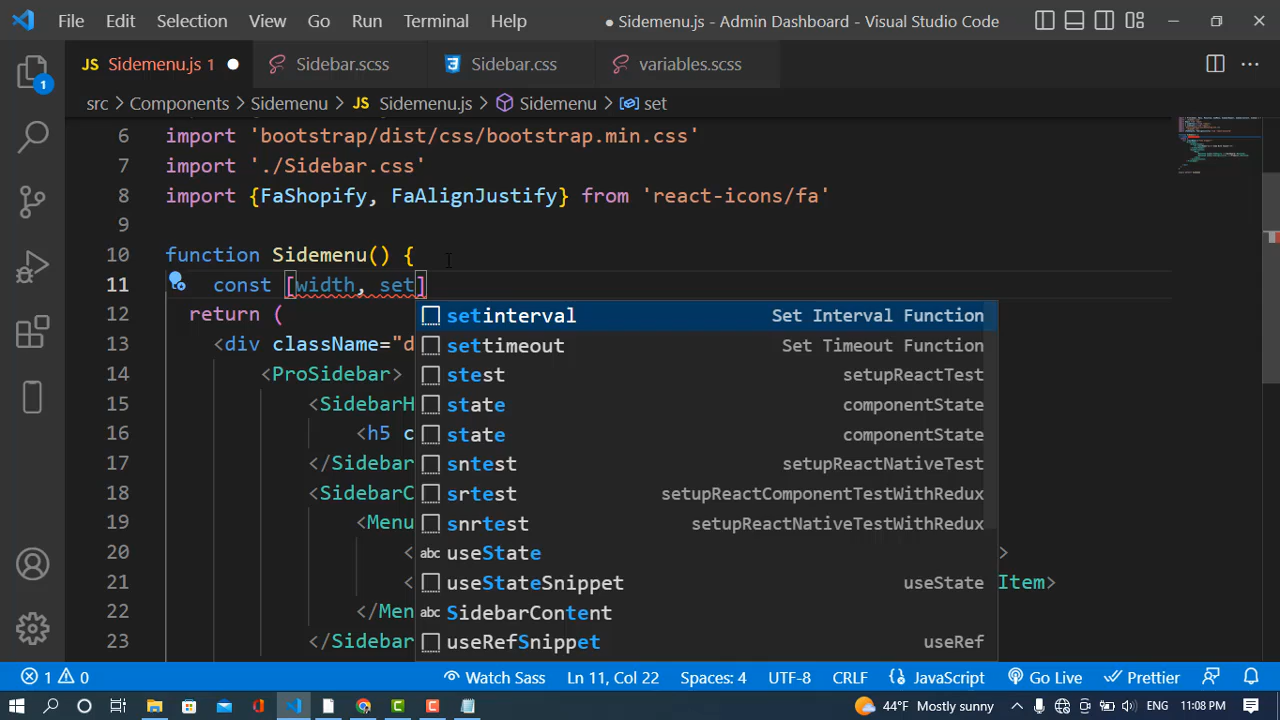 File Edit Selection View Go Run Terminal Help ● Sidemenu.js - Admin Dashboard - Visual Studio Code
JS Sidemenu.js 1 Sidebar.scss Sidebar.css variables.scss
src > Components > Sidemenu > JS Sidemenu.js > Sidemenu > set
1
6 import 'bootstrap/dist/css/bootstrap.min.css'
7 import './Sidebar.css'
8 import {FaShopify, FaAlignJustify} from 'react-icons/fa'
9
10 function Sidemenu() {
11 const [width, set]
12 return (
13 <div className="d
14 <ProSidebar>
15 <SidebarH
16 <h5 c
17 </Sidebar
18 <SidebarC
19 <Menu
20 < >
21 < Item>
22 </Men
23 </Sidebar
setinterval Set Interval Function
settimeout Set Timeout Function
stest setupReactTest
state componentState
state componentState
sntest setupReactNativeTest
srtest setupReactComponentTestWithRedux
snrtest setupReactNativeTestWithRedux
abc useState
useStateSnippet useState
abc SidebarContent
useRefSnippet useRef
1 0 Watch Sass Ln 11, Col 22 Spaces: 4 UTF-8 CRLF {} JavaScript Go Live Prettier
44°F Mostly sunny ENG 11:08 PM